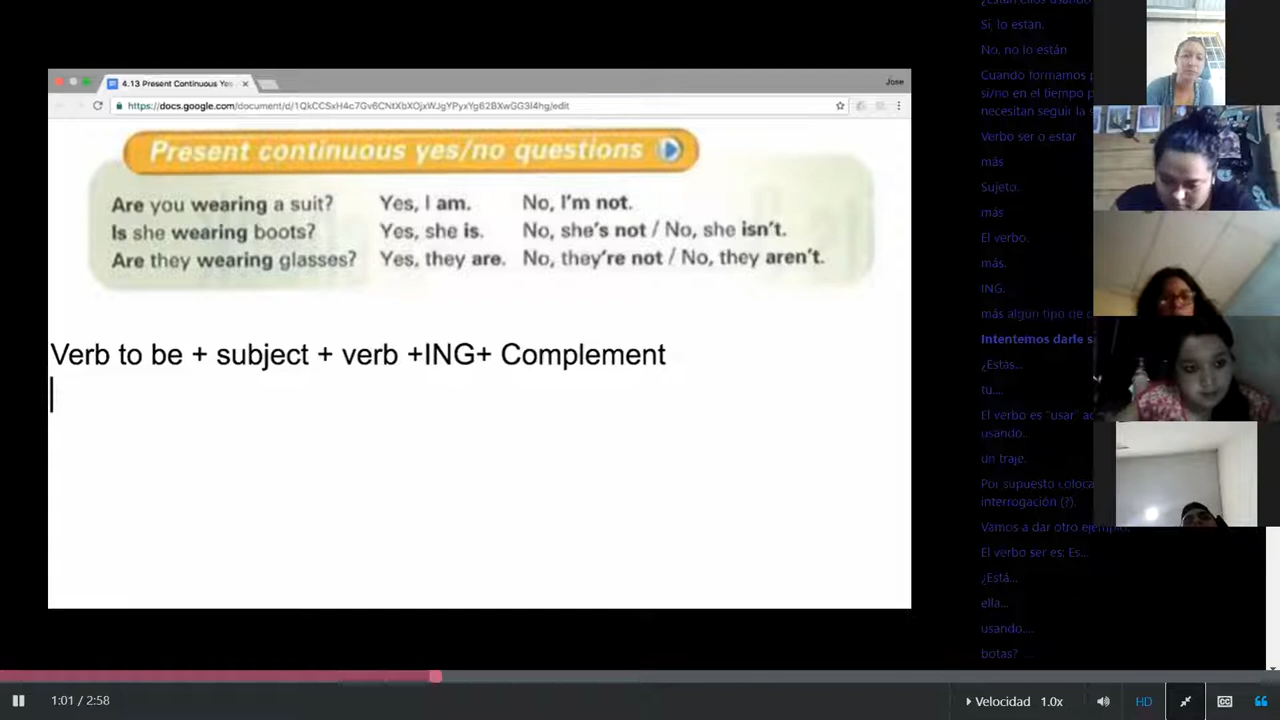 4.13 Present Continuous Yes
Jose
https://docs.google.com/document/d/1QkCCSxH4c7Gv6CNtXbXOjxWJgYPyxYg62BXwGG3I4hg/edit
Present continuous yes/no questions
Are you wearing a suit? Yes, I am. No, I'm not.
Is she wearing boots? Yes, she is. No, she's not / No, she isn't.
Are they wearing glasses? Yes, they are. No, they're not / No, they aren't.
Verb to be + subject + verb +ING+ Complement
¿Están ellos usando
Si, lo estan.
No, no lo están
Cuando formamos
si/no en el tiempo
necesitan seguir la
Verbo ser o estar
más
Sujeto.
más
El verbo.
más.
ING.
más algún tipo de
Intentemos darle
¿Estás...
tu....
El verbo es "usar"
usando...
un traje.
Por supuesto
interrogación (?).
Vamos a dar otro ejemplo.
El verbo ser es: Es...
¿Está...
ella...
usando....
botas?
1:01 / 2:58
Velocidad 1.0x
HD
CC